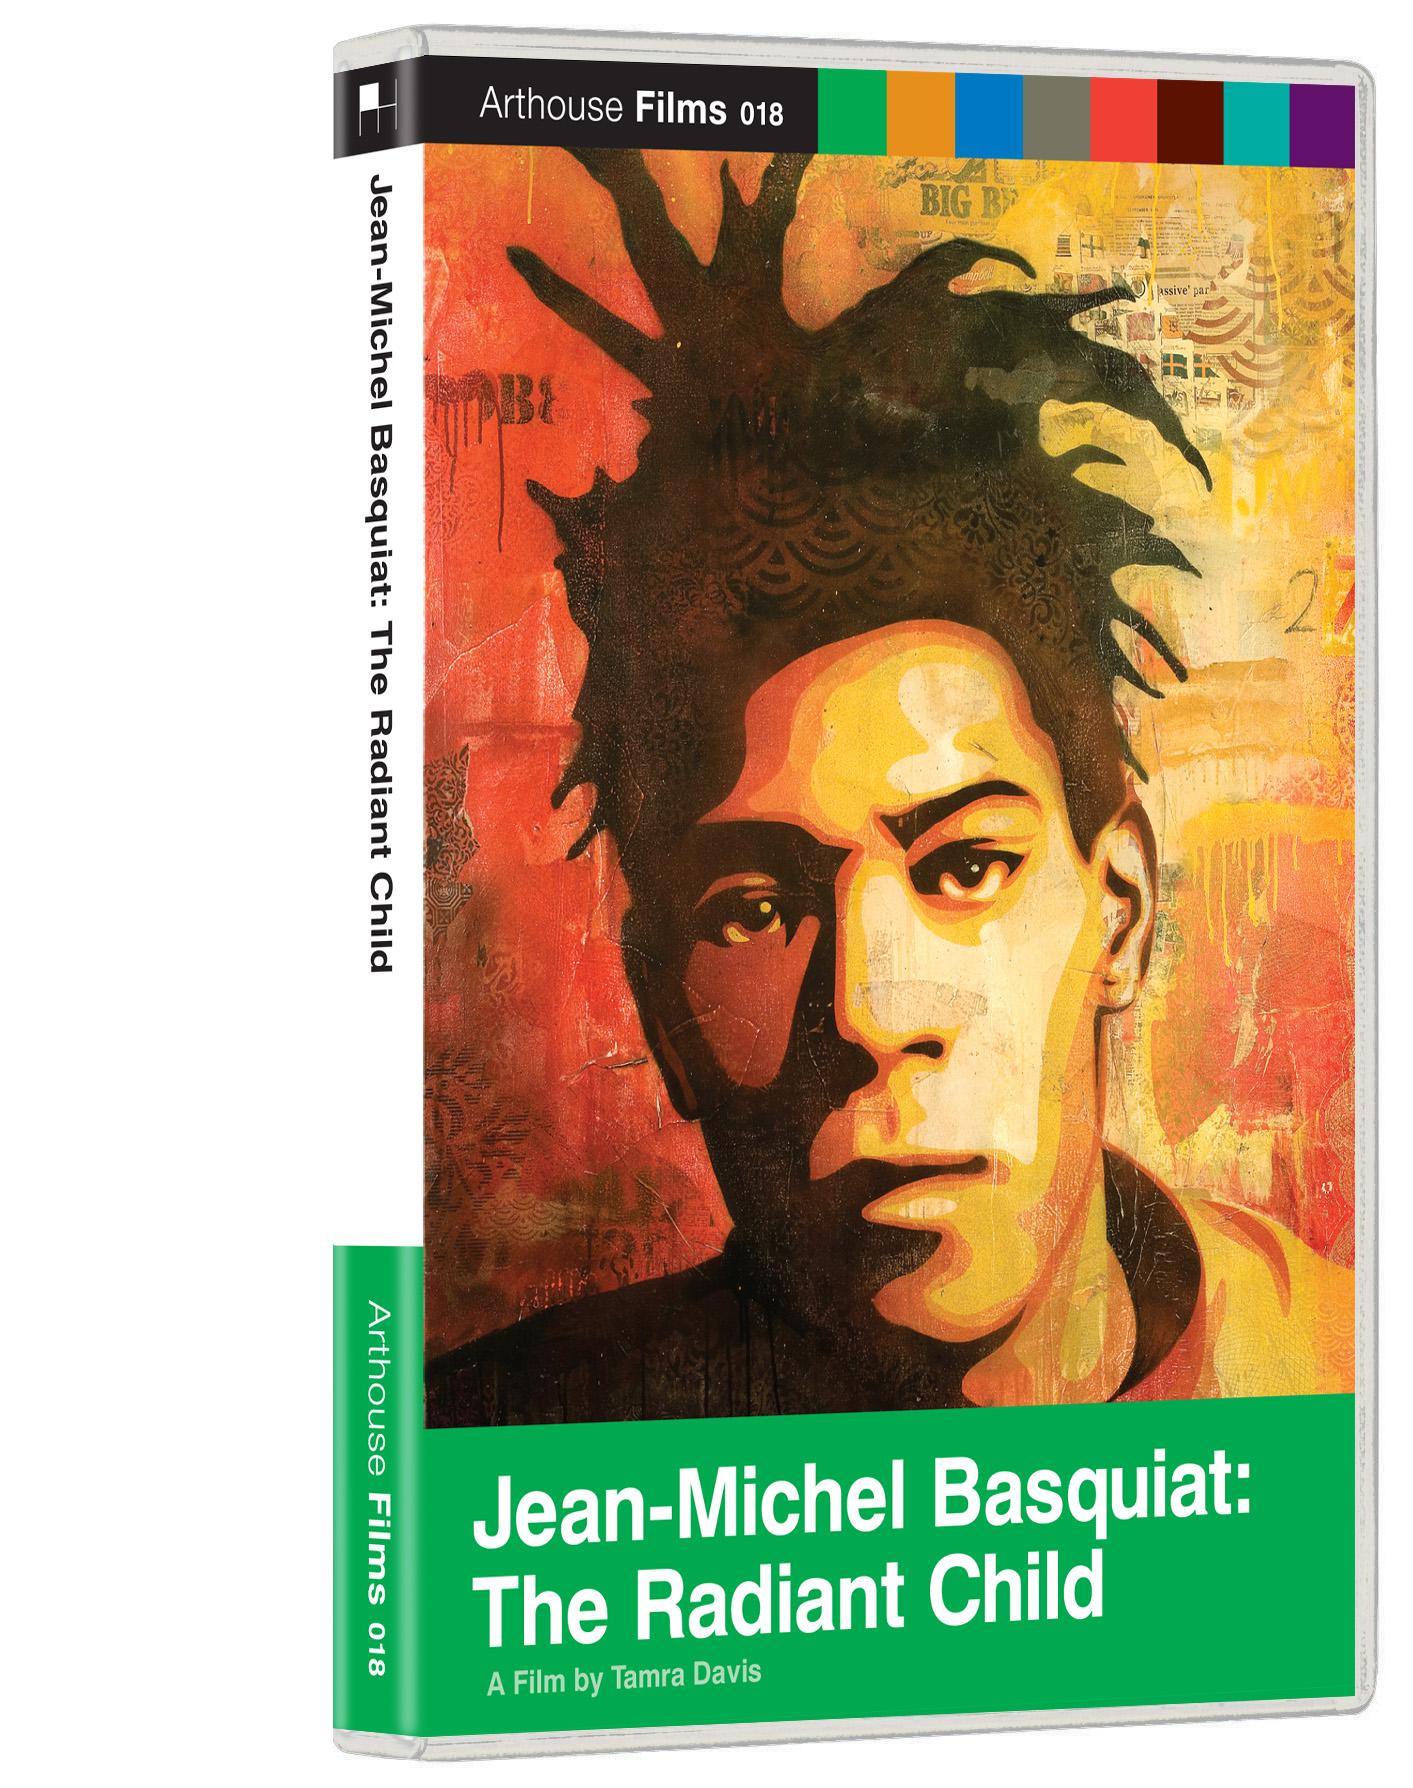 Arthouse Films 018
Jean-Michel Basquiat: The Radiant Child
Arthouse Films 018
BIG BE
assive' par
Jean-Michel Basquiat:
The Radiant Child
A Film by Tamra Davis